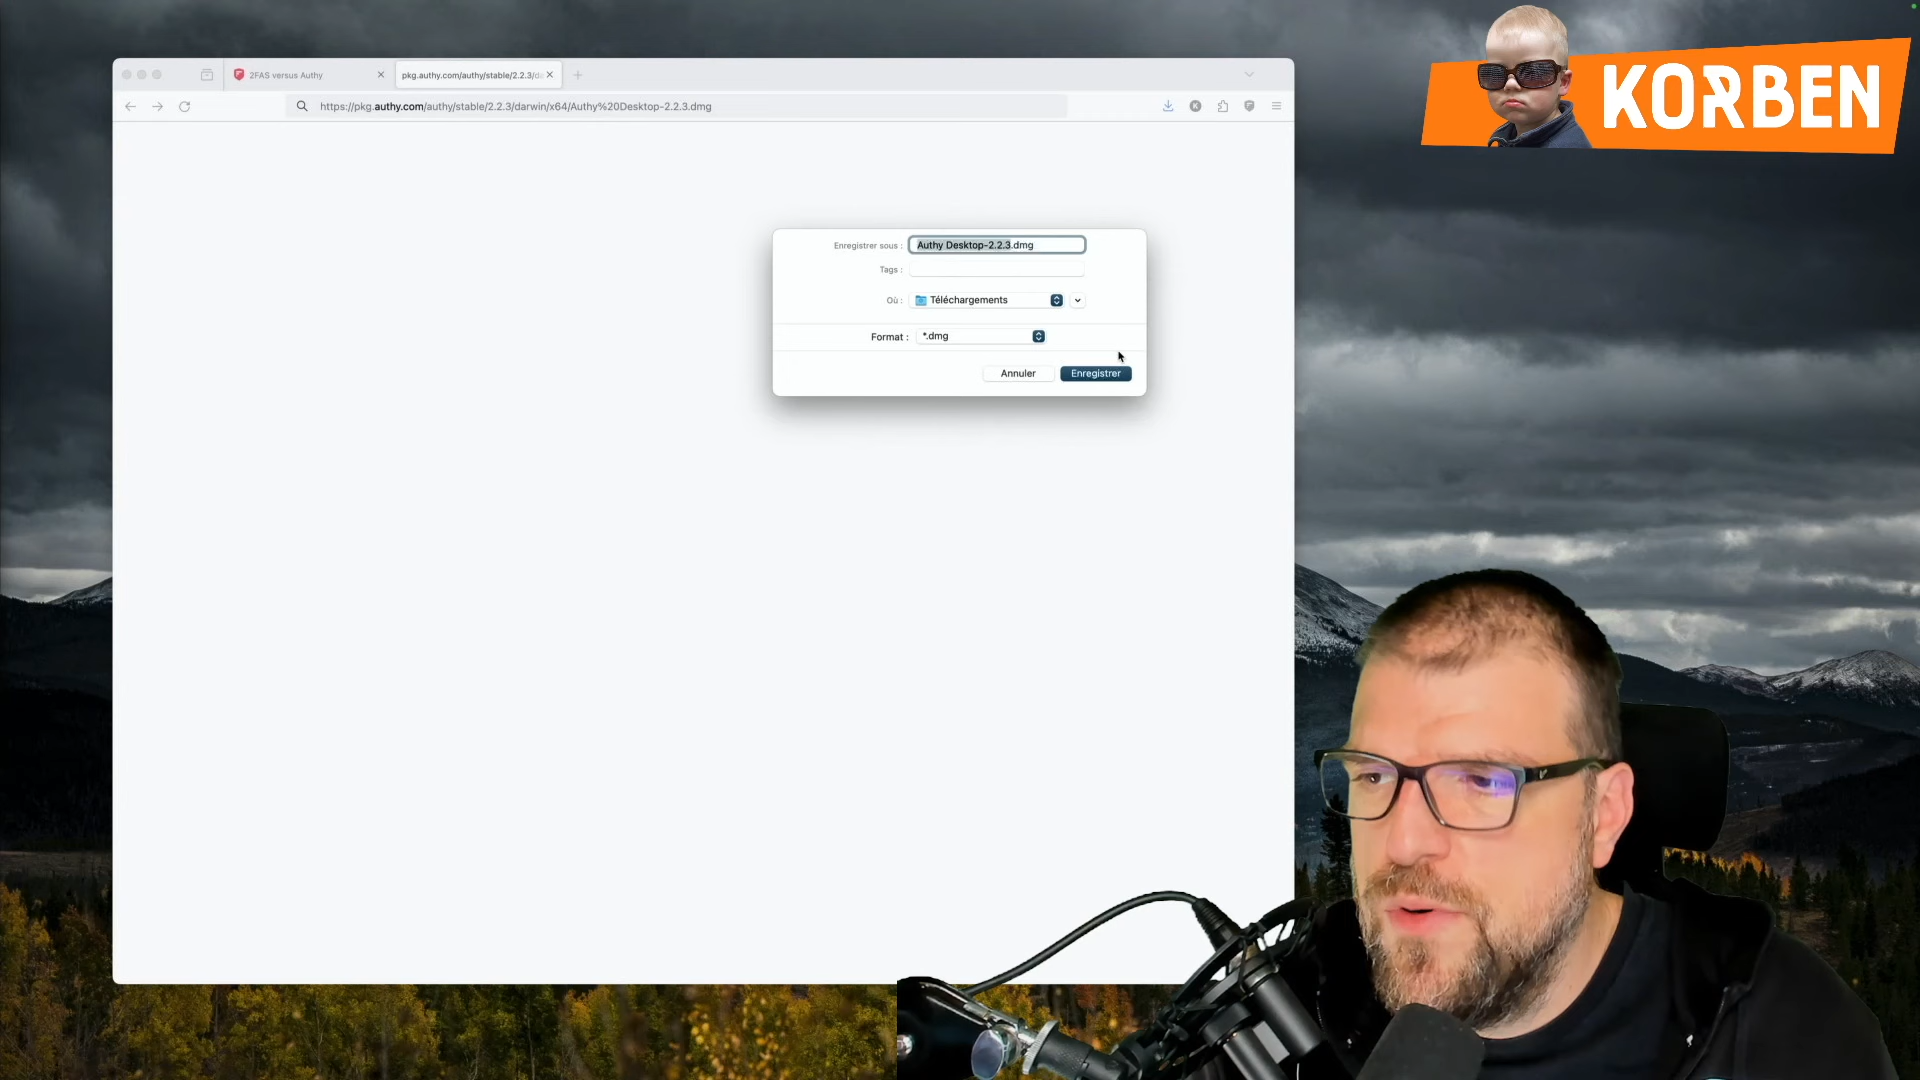 KORBEN
2FAS versus Authy
pkg.authy.com/authy/stable/2.2.3/d
https://pkg.authy.com/authy/stable/2.2.3/darwin/x64/Authy%20Desktop-2.2.3.dmg
K
Enregistrer sous : Authy Desktop-2.2.3.dmg
Tags :
Où : Téléchargements
Format : *.dmg
Annuler Enregistrer